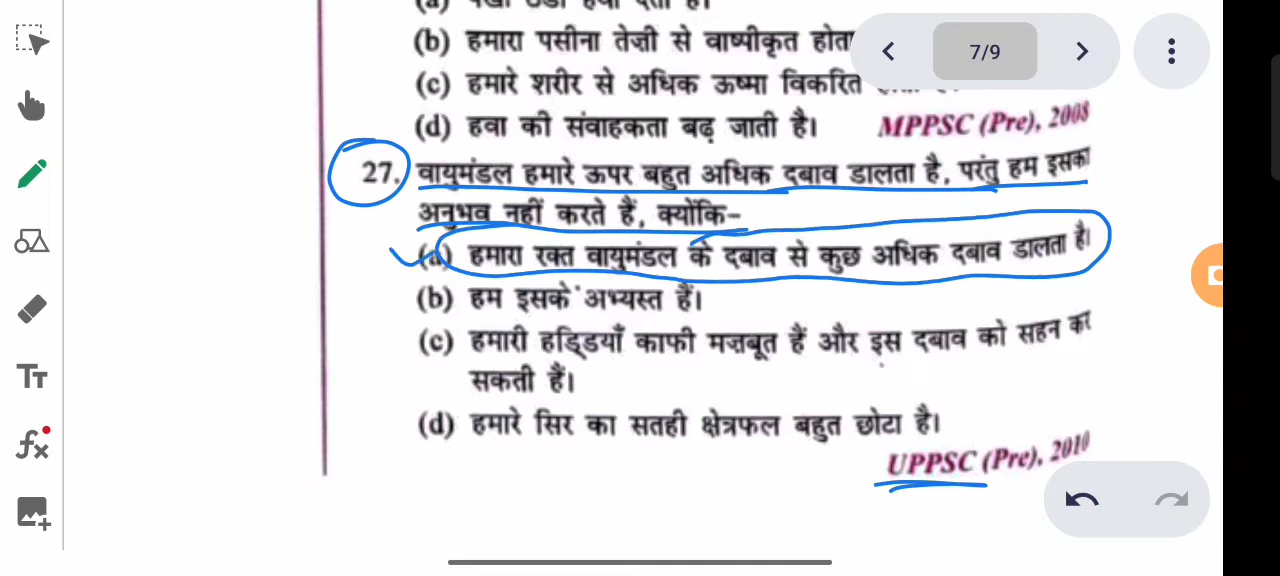 (b) हमारा पसीना तेज़ी से वाष्पीकृत होता
7/9
(c) हमारे शरीर से अधिक ऊष्मा विकरित
(d) हवा की संवाहकता बढ़ जाती है।
MPPSC (Pre), 2008
27. वायुमंडल हमारे ऊपर बहुत अधिक दबाव डालता है, परंतु हम इसका
अनुभव नहीं करते हैं, क्योंकि-
(a) हमारा रक्त वायुमंडल के दबाव से कुछ अधिक दबाव डालता है।
(b) हम इसके अभ्यस्त हैं।
(c) हमारी हड्डियाँ काफी मज़बूत हैं और इस दबाव को सहन कर
सकती हैं।
(d) हमारे सिर का सतही क्षेत्रफल बहुत छोटा है।
UPPSC (Pre), 2010
TT
fx